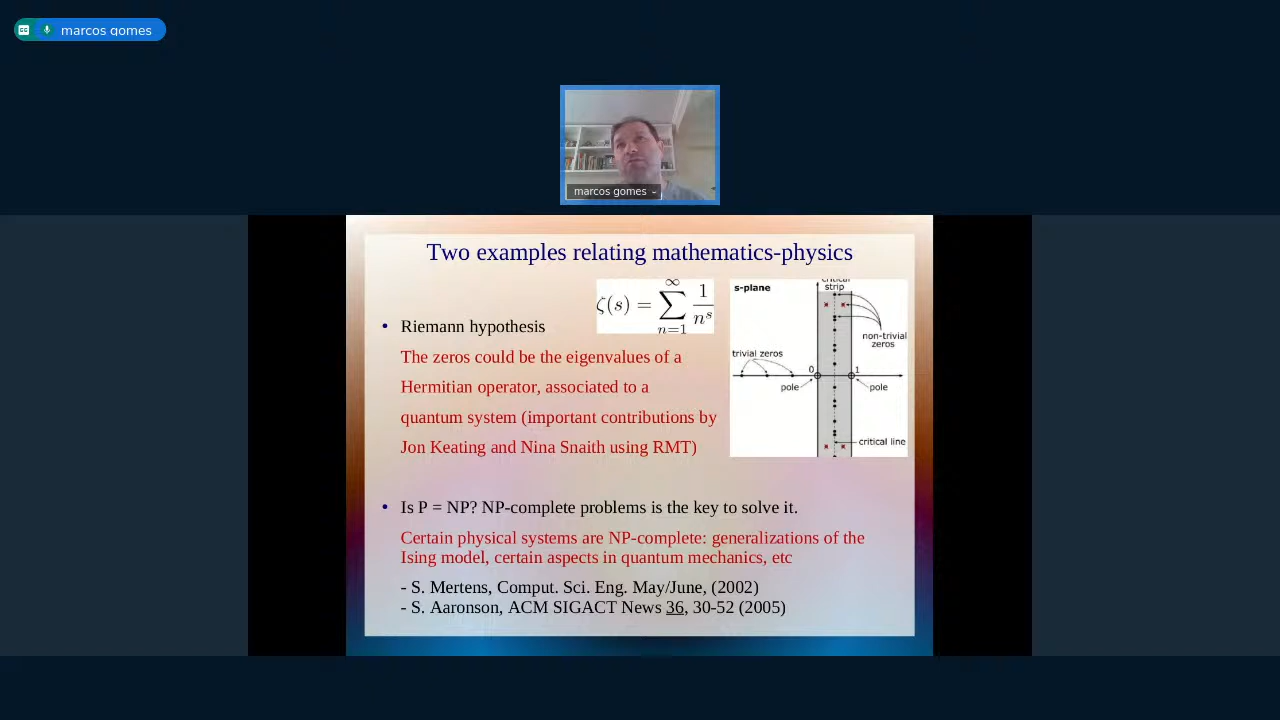 marcos gomes
marcos gomes
Two examples relating mathematics-physics
ζ(s) = ∞ ∑ n=1 1 n^s
• Riemann hypothesis
The zeros could be the eigenvalues of a
Hermitian operator, associated to a
quantum system (important contributions by
Jon Keating and Nina Snaith using RMT)
s-plane
critical
strip
non-trivial
zeros
trivial zeros
0
1
pole
pole
critical line
• Is P = NP? NP-complete problems is the key to solve it.
Certain physical systems are NP-complete: generalizations of the
Ising model, certain aspects in quantum mechanics, etc
- S. Mertens, Comput. Sci. Eng. May/June, (2002)
- S. Aaronson, ACM SIGACT News 36, 30-52 (2005)